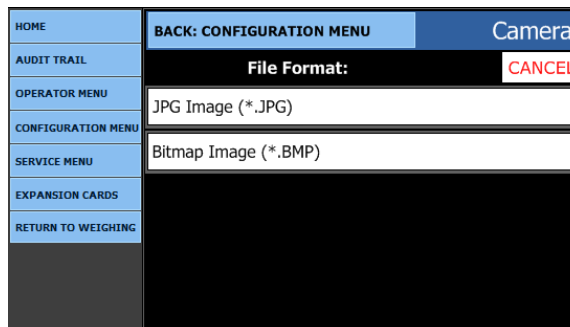 HOME
AUDIT TRAIL
OPERATOR MENU
CONFIGURATION MENU
SERVICE MENU
EXPANSION CARDS
RETURN TO WEIGHING
BACK: CONFIGURATION MENU
Camera
File Format:
CANCEL
JPG Image (*.JPG)
Bitmap Image (*.BMP)